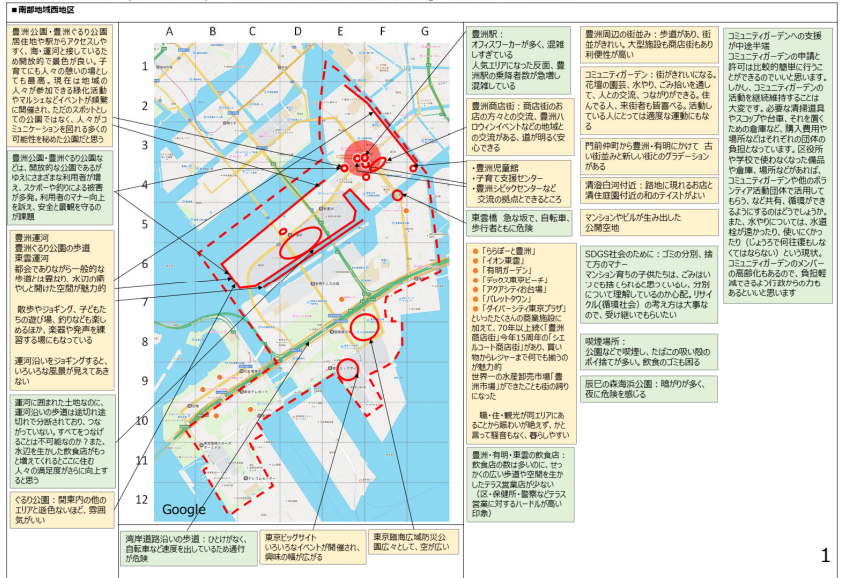 ■南部地域西地区
A B C D E F G
1
2
3
4
5
6
7
8
9
10
11
12
Google
豊洲公園・豊洲ぐるり公園
居住地や駅からアクセスしや
すく、海・運河と接しているた
め開放的で景色が良い。子
育てにも人々の憩いの場とし
ても最高。現在は地域の
人々が参加できる緑化活動
やマルシェなどイベントが頻繁
に開催され、ただのスポットとし
ての公園ではなく、人々がコ
ミュニケーションを図れる多くの
可能性を秘めた公園だと思う
豊洲公園・豊洲ぐるり公園な
どは、開放的な公園であるが
ゆえにさまざまな利用者が増
え、スケボーや釣りによる被害
が多発。利用者のマナー向上
を訴え、安全と景観を守るの
が課題
豊洲運河
豊洲ぐるり公園の歩道
東雲運河
都会でありながら一般的な
歩道とは異なり、水辺の癒
やしと開けた空間が魅力的
散歩やジョギング、子どもた
ちの遊び場、釣りなども楽し
めるほか、楽器や発声を練
習する場にもなっている
運河沿いをジョギングすると、
いろいろな風景が見えてあき
ない
運河に囲まれた土地なのに、
運河沿いの歩道は途切れ途
切れで分断されており、つな
がっていない。すべてをつなげ
ることは不可能なのか？また、
水辺を生かした飲食店がもっ
と増えてくれるとここに住む
人々の満足度がさらに向上す
ると思う
ぐるり公園：関東内の他の
エリアと遜色ないほど、雰囲
気がいい
湾岸道路沿いの歩道：ひとけがなく、
自転車など速度を出しているため通行
が危険
東京ビッグサイト
いろいろなイベントが開催され、
興味の幅が広がる
東京臨海広域防災公
園広々として、空が広い
豊洲駅：
オフィスワーカーが多く、混雑
しすぎている
人気エリアになった反面、豊
洲駅の乗降者数が急増し
混雑している
豊洲商店街：商店街のお
店の方々との交流、豊洲ハ
ロウィンイベントなどの地域と
の交流がある、道が明るく安
心できる
・豊洲児童館
・子育て支援センター
・豊洲シビックセンターなど
交流の拠点とできるところ
東雲橋 急な坂で、自転車、
歩行者ともに危険
●「ららぽーと豊洲」
●「イオン東雲」
●「有明ガーデン」
●「デックス東京ビーチ」
●「アクアシティお台場」
●「パレットタウン」
●「ダイバーシティ東京プラザ」
といったたくさんの商業施設に
加えて、70年以上続く「豊洲
商店街」今年15周年の「シエ
ルコート商店街」があり、買い
物からレジャーまで何でも揃うの
が魅力的
世界一の水産卸売市場「豊
洲市場」ができたことも街の誇り
になった
職・住・観光が同エリアにあ
ることから賑わいが絶えず、かと
言って騒音もなく、暮らしやすい
豊洲・有明・東雲の飲食店：
飲食店の数は多いのに、せっ
かくの広い歩道や空間を生か
したテラス営業店が少ない
（区・保健所・警察などテラス
営業に対するハードルが高い
印象）
豊洲周辺の街並み：歩道があり、街
並がきれい。大型施設も商店街もあり
利便性が高い
コミュニティガーデン：街がきれいになる。
花壇の園芸、水やり、ごみ拾いを通し
て、人との交流、つながりができる。住
んでる人、来街者も皆喜べる。活動し
ている人にとっては適度な運動にもな
る
門前仲町から豊洲・有明にかけて 古
い街並みと新しい街とのグラデーション
がある
清澄白河付近：路地に現れるお店と
清住庭園付近の和のテイストがよい
マンションやビルが生み出した
公開空地
SDGS社会のために：ゴミの分別、捨
て方のマナー
マンション育ちの子供たちは、ごみはい
つでも捨てられると思っているし、分別
について理解しているのか心配。リサイ
クル(循環社会)の考え方は大事な
ので、受け継いでもらいたい
喫煙場所：
公園などで喫煙し、たばこの吸い殻の
ポイ捨てが多い。飲食のゴミも困る
辰巳の森海浜公園：暗がりが多く、
夜に危険を感じる
コミュニティガーデンへの支援
が中途半端
コミュニティガーデンの申請と
許可は比較的簡単に行うこ
とができるのでいいと思います。
しかし、コミュニティガーデンの
活動を継続維持することは
大変です。必要な清掃道具
やスコップや台車、それを置く
ための倉庫など、購入費用や
場所などはそれぞれの団体の
負担となっています。区役所
や学校で使わなくなった備品
や倉庫、場所などがあれば、
コミュニティガーデンや他のボラ
ンティア活動団体で活用して
もらう、など共有、循環ができ
るようにするのはどうでしょうか。
また、水やりについては、水道
栓が遠かったり、使いにくかっ
たり（じょうろで何往復もしな
くてはならない）という現状。
コミュニティガーデンのメンバー
の高齢化もあるので、負担軽
減できるよう行政からの力も
あるといいと思います
1